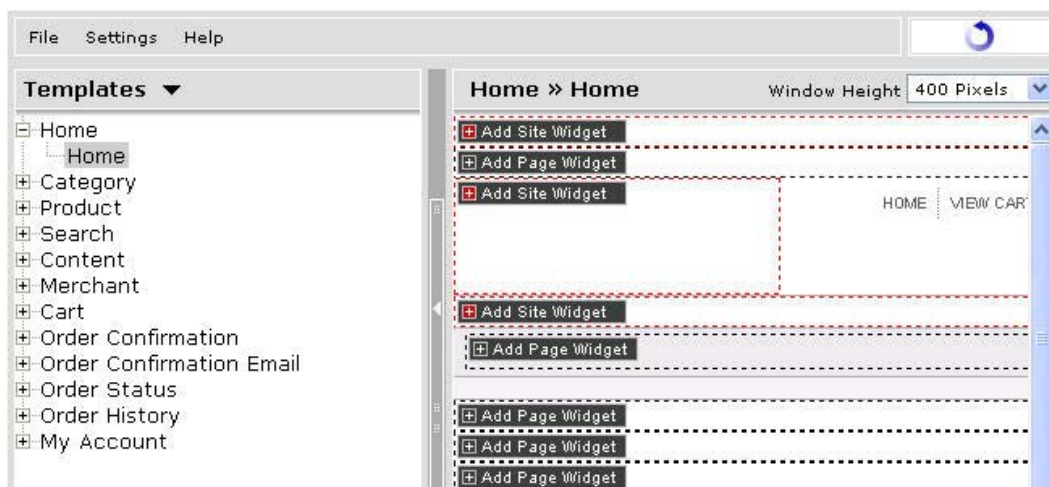 File Settings Help
Templates
Home
Home
Category
Product
Search
Content
Merchant
Cart
Order Confirmation
Order Confirmation Email
Order Status
Order History
My Account
Home » Home Window Height 400 Pixels
Add Site Widget
Add Page Widget
Add Site Widget
HOME VIEW CAR
Add Site Widget
Add Page Widget
Add Page Widget
Add Page Widget
Add Page Widget